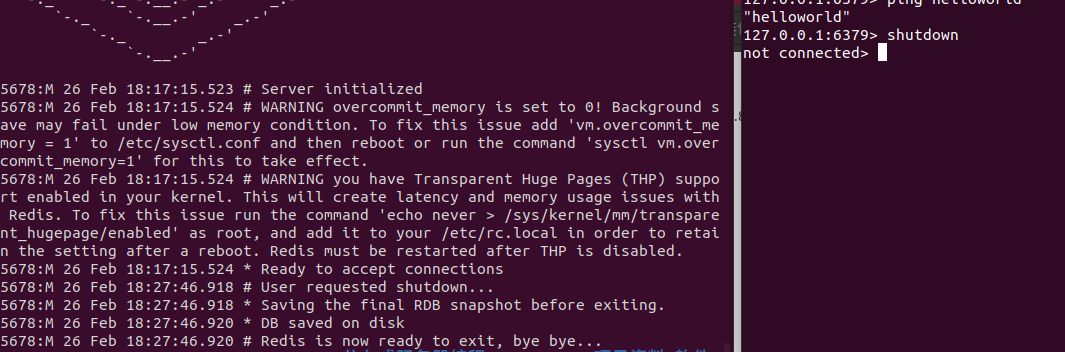 5678:M 26 Feb 18:17:15.523 # Server initialized
5678:M 26 Feb 18:17:15.524 # WARNING overcommit_memory is set to 0! Background s
ave may fail under low memory condition. To fix this issue add 'vm.overcommit_me
mory = 1' to /etc/sysctl.conf and then reboot or run the command 'sysctl vm.over
commit_memory=1' for this to take effect.
5678:M 26 Feb 18:17:15.524 # WARNING you have Transparent Huge Pages (THP) suppo
rt enabled in your kernel. This will create latency and memory usage issues with
 Redis. To fix this issue run the command 'echo never > /sys/kernel/mm/transpare
nt_hugepage/enabled' as root, and add it to your /etc/rc.local in order to retai
n the setting after a reboot. Redis must be restarted after THP is disabled.
5678:M 26 Feb 18:17:15.524 * Ready to accept connections
5678:M 26 Feb 18:27:46.918 # User requested shutdown...
5678:M 26 Feb 18:27:46.918 * Saving the final RDB snapshot before exiting.
5678:M 26 Feb 18:27:46.920 * DB saved on disk
5678:M 26 Feb 18:27:46.920 # Redis is now ready to exit, bye bye...
127.0.0.1:6379> ping helloworld
"helloworld"
127.0.0.1:6379> shutdown
not connected>